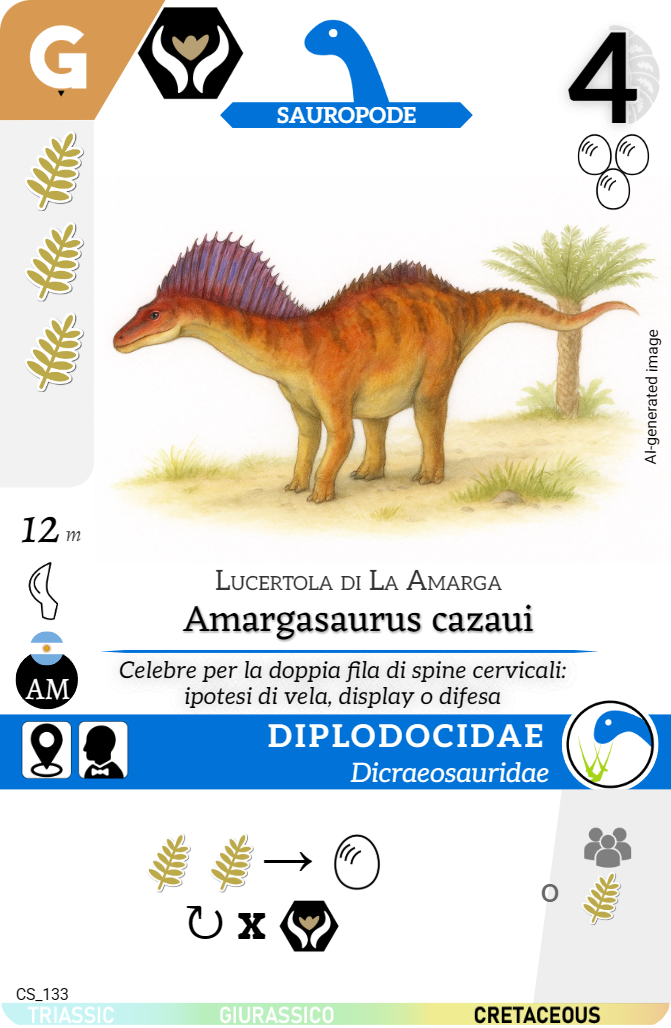 G
SAUROPODE
4
AI-generated image
12 m
Lucertola di La Amarga
Amargasaurus cazaui
AM
Celebre per la doppia fila di spine cervicali:
ipotesi di vela, display o difesa
DIPLODOCIDAE
Dicraeosauridae
x
O
CS_133
TRIASSIC GIURASSICO CRETACEOUS